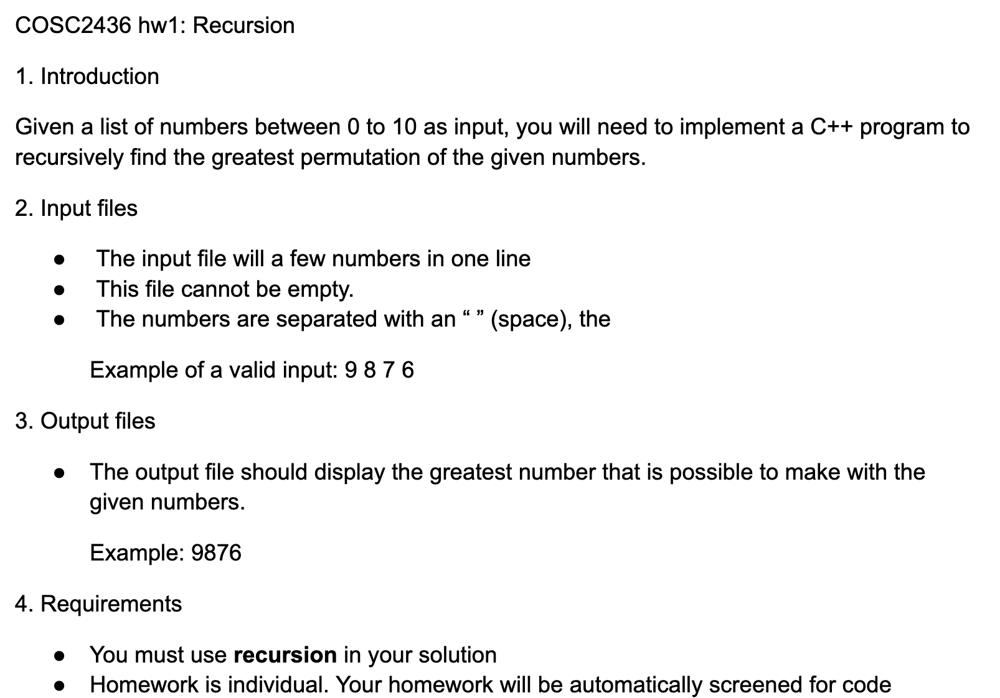 COSC2436 hw1: Recursion
1. Introduction
Given a list of numbers between 0 to 10 as input, you will need to implement a C++ program to
recursively find the greatest permutation of the given numbers.
2. Input files
● The input file will a few numbers in one line
● This file cannot be empty.
● The numbers are separated with an “ ” (space), the
Example of a valid input: 9 8 7 6
3. Output files
● The output file should display the greatest number that is possible to make with the
given numbers.
Example: 9876
4. Requirements
● You must use recursion in your solution
● Homework is individual. Your homework will be automatically screened for code